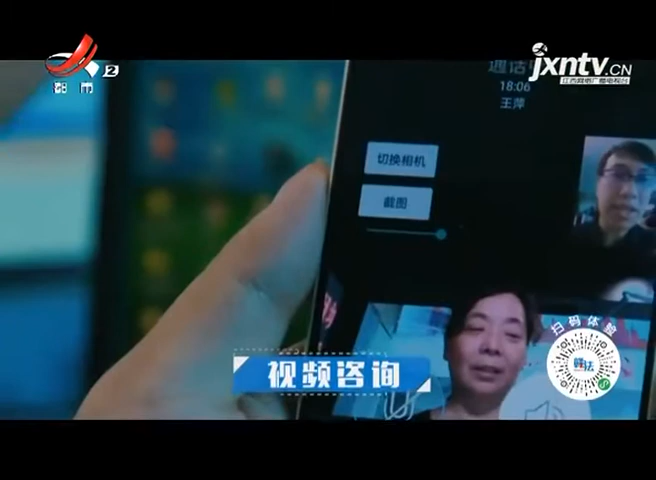 2
都市
jxntv.CN
江西网络广播电视台
通话中
18:06
王萍
切换相机
截图
视频咨询
扫码体验